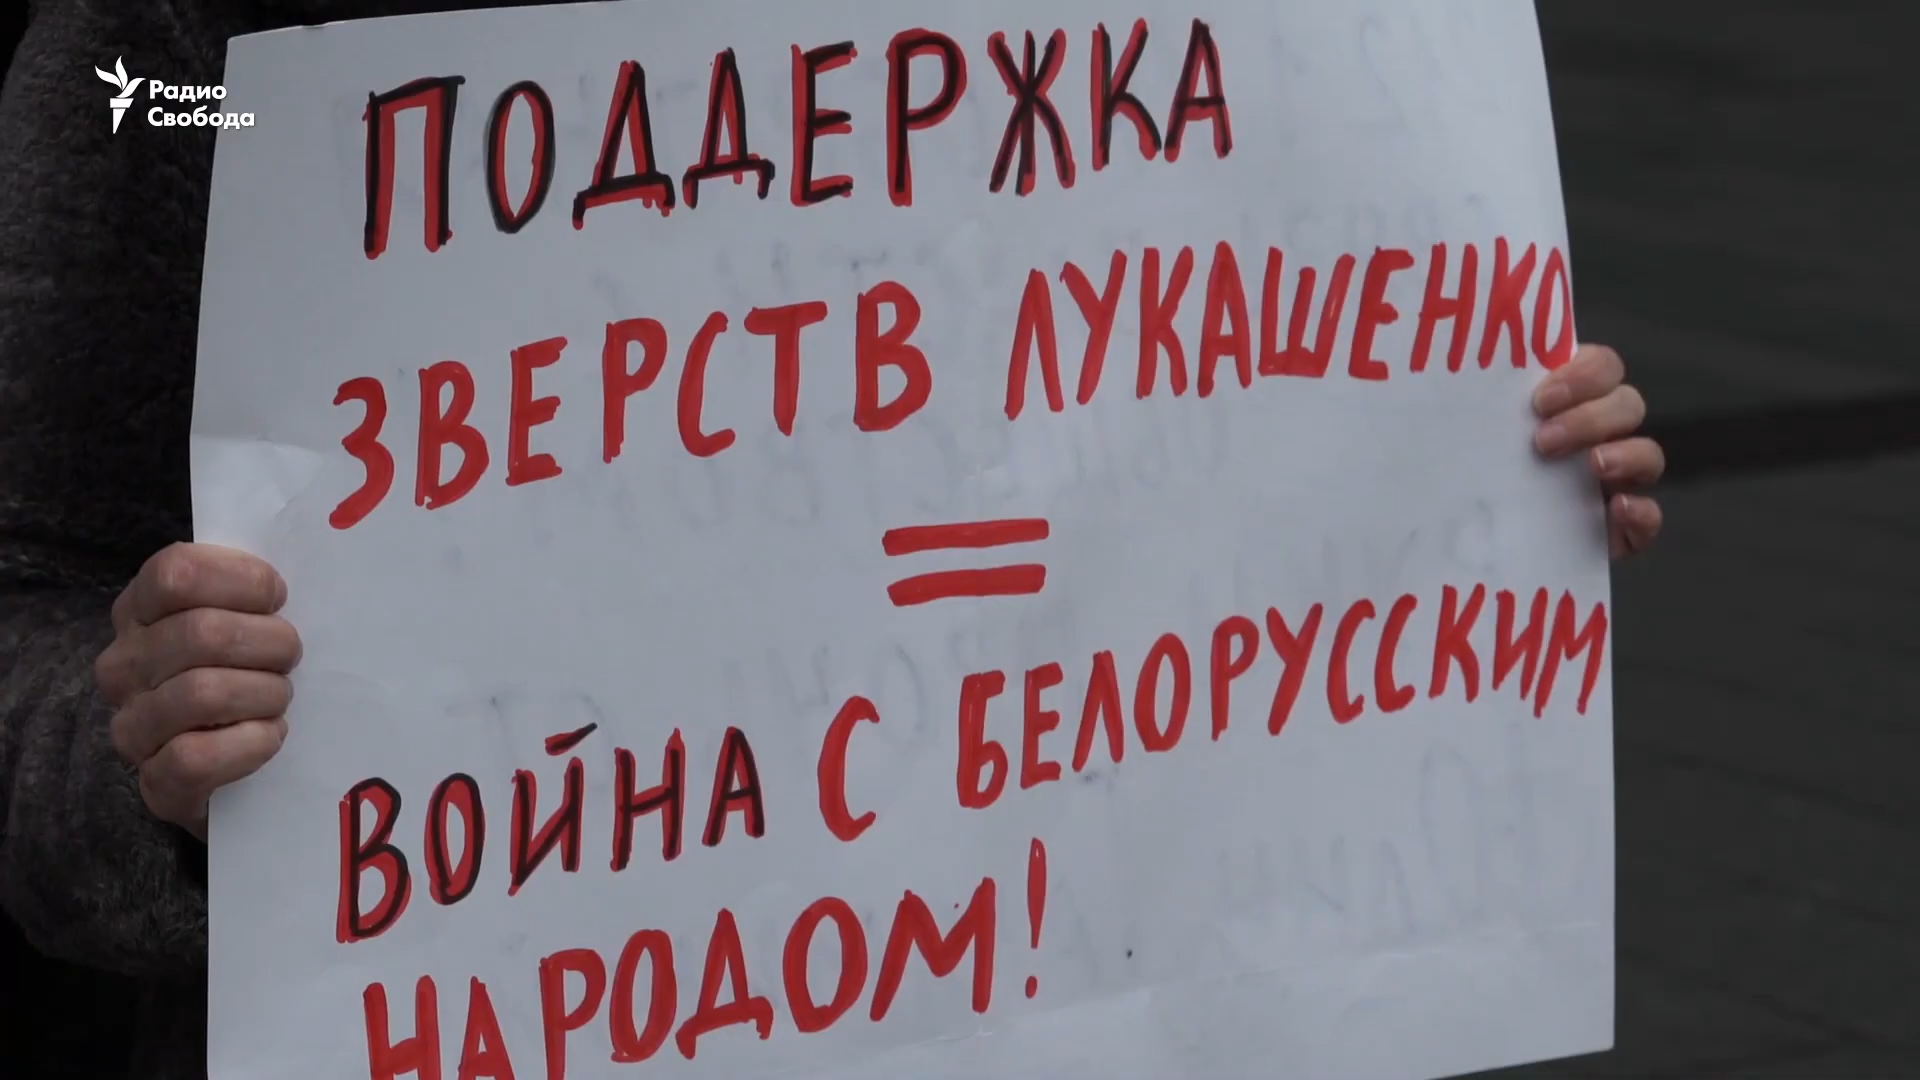 Радио
Свобода
ПОДДЕРЖКА
ЗВЕРСТВ ЛУКАШЕНКО
=
ВОЙНА С БЕЛОРУССКИМ
НАРОДОМ!